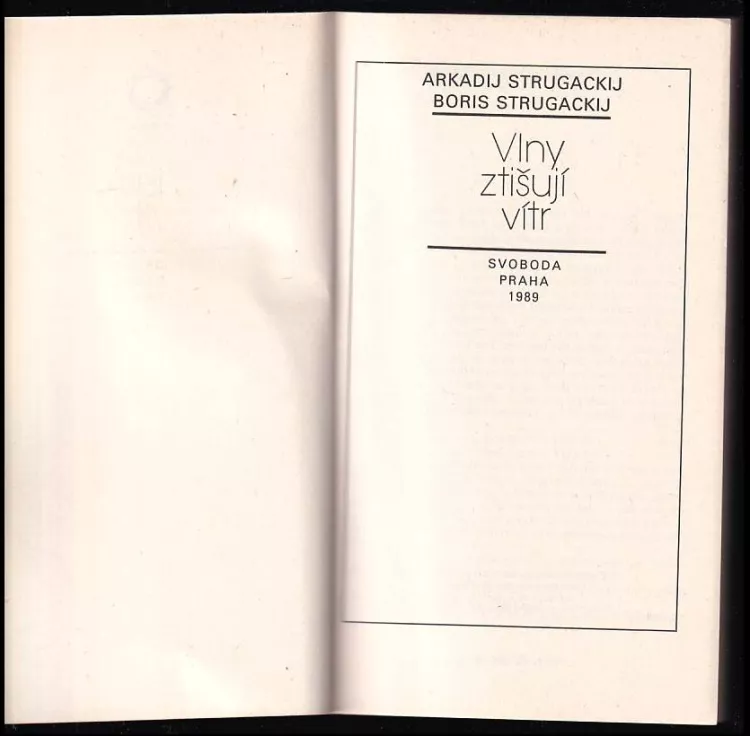 ARKADIJ STRUGACKIJ
BORIS STRUGACKIJ
Vlny
ztišují
vítr
SVOBODA
PRAHA
1989